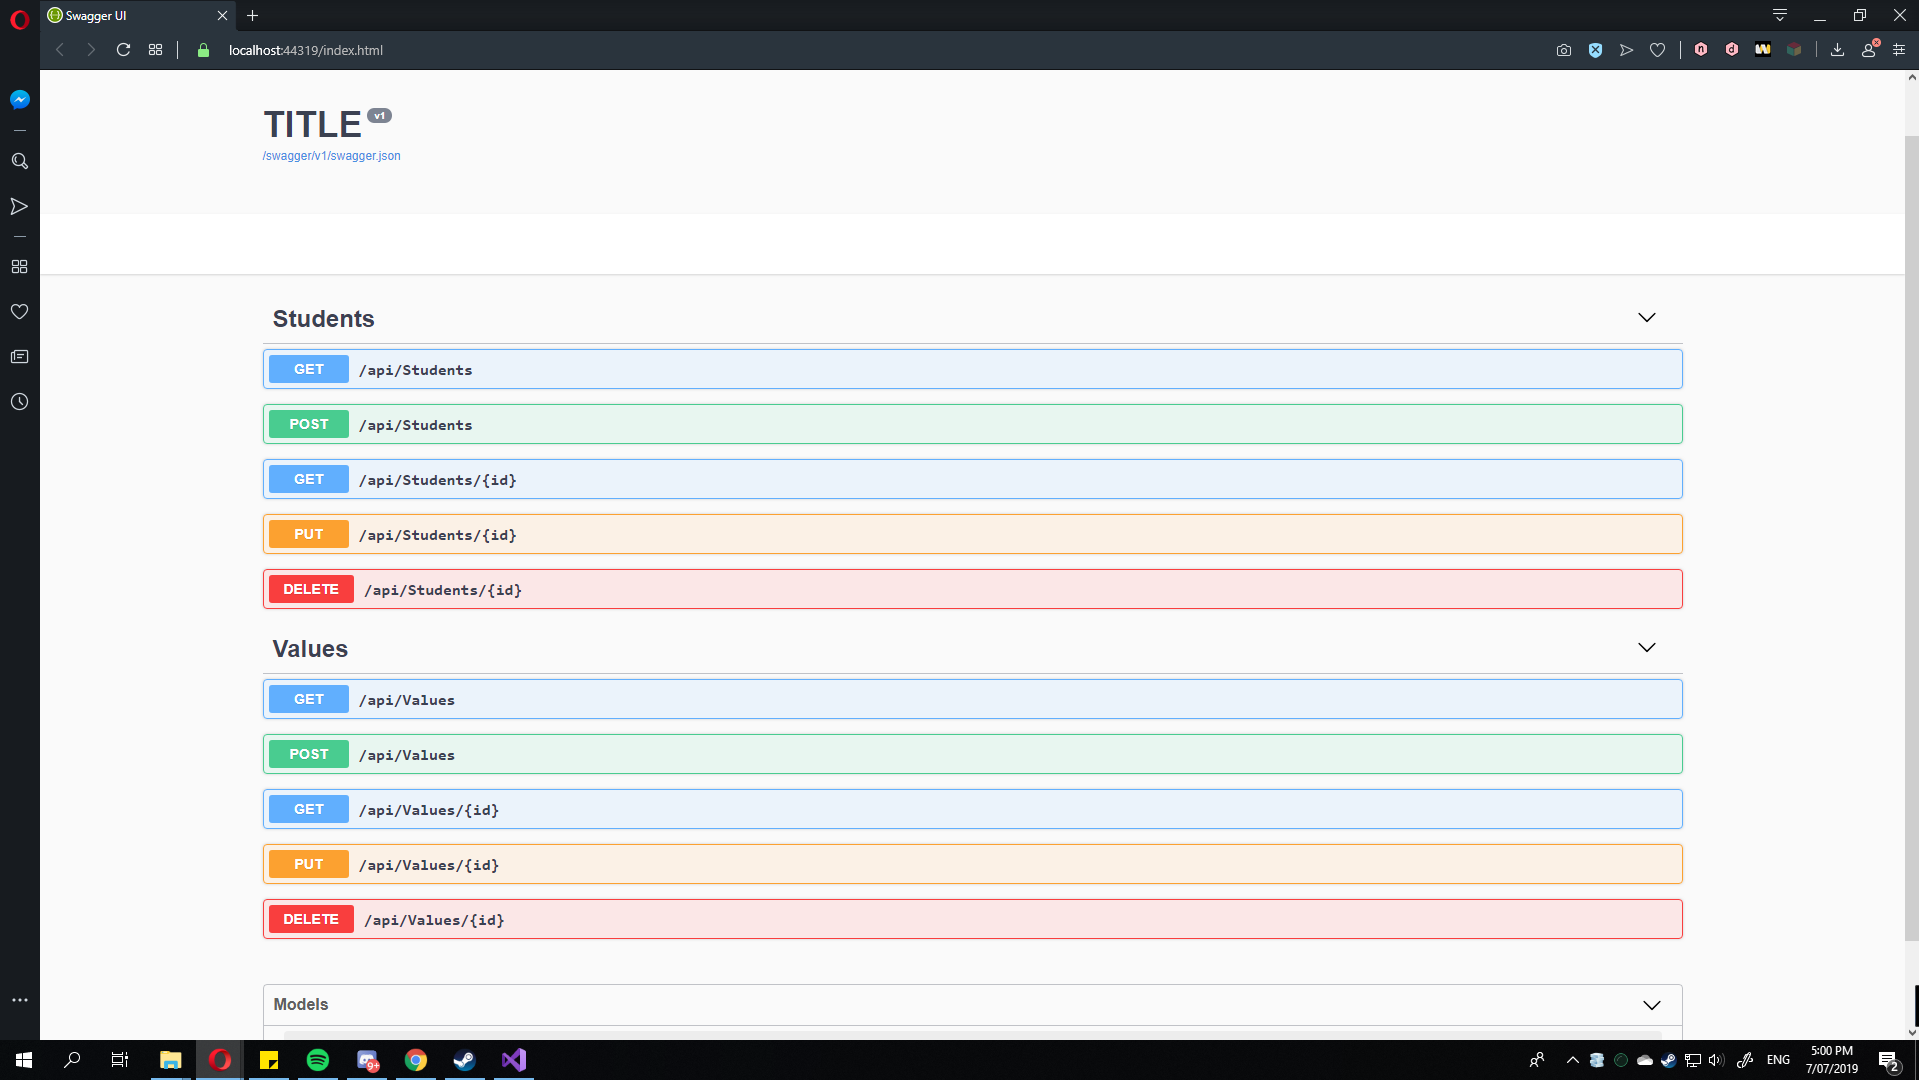 Swagger UI
localhost:44319/index.html
TITLE v1
/swagger/v1/swagger.json
Students
GET /api/Students
POST /api/Students
GET /api/Students/{id}
PUT /api/Students/{id}
DELETE /api/Students/{id}
Values
GET /api/Values
POST /api/Values
GET /api/Values/{id}
PUT /api/Values/{id}
DELETE /api/Values/{id}
Models
9+
ENG
5:00 PM
7/07/2019
2